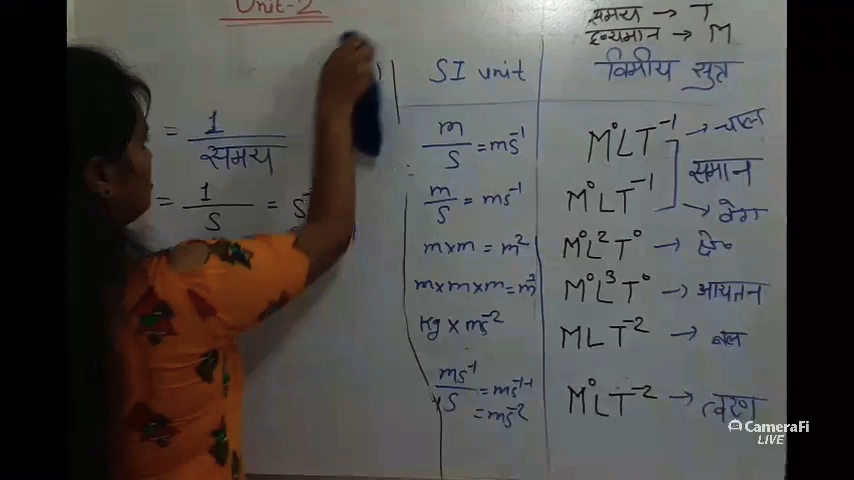 Unit-2
समय → T
द्रव्यमान → M
SI unit
विमीय सुत्र
= 1/समय
= 1/S = S
m/S = mS⁻¹
M⁰LT⁻¹ → चाल
समान
m/S = mS⁻¹
M⁰LT⁻¹ → वेग
m×m = m²
M⁰L²T⁰ → क्षे०
m×m×m = m³
M⁰L³T⁰ → आयतन
Kg × mS⁻²
MLT⁻² → बल
mS⁻¹/S = mS⁻¹⁻¹
= mS⁻²
M⁰LT⁻² → त्वरण
CameraFi
LIVE